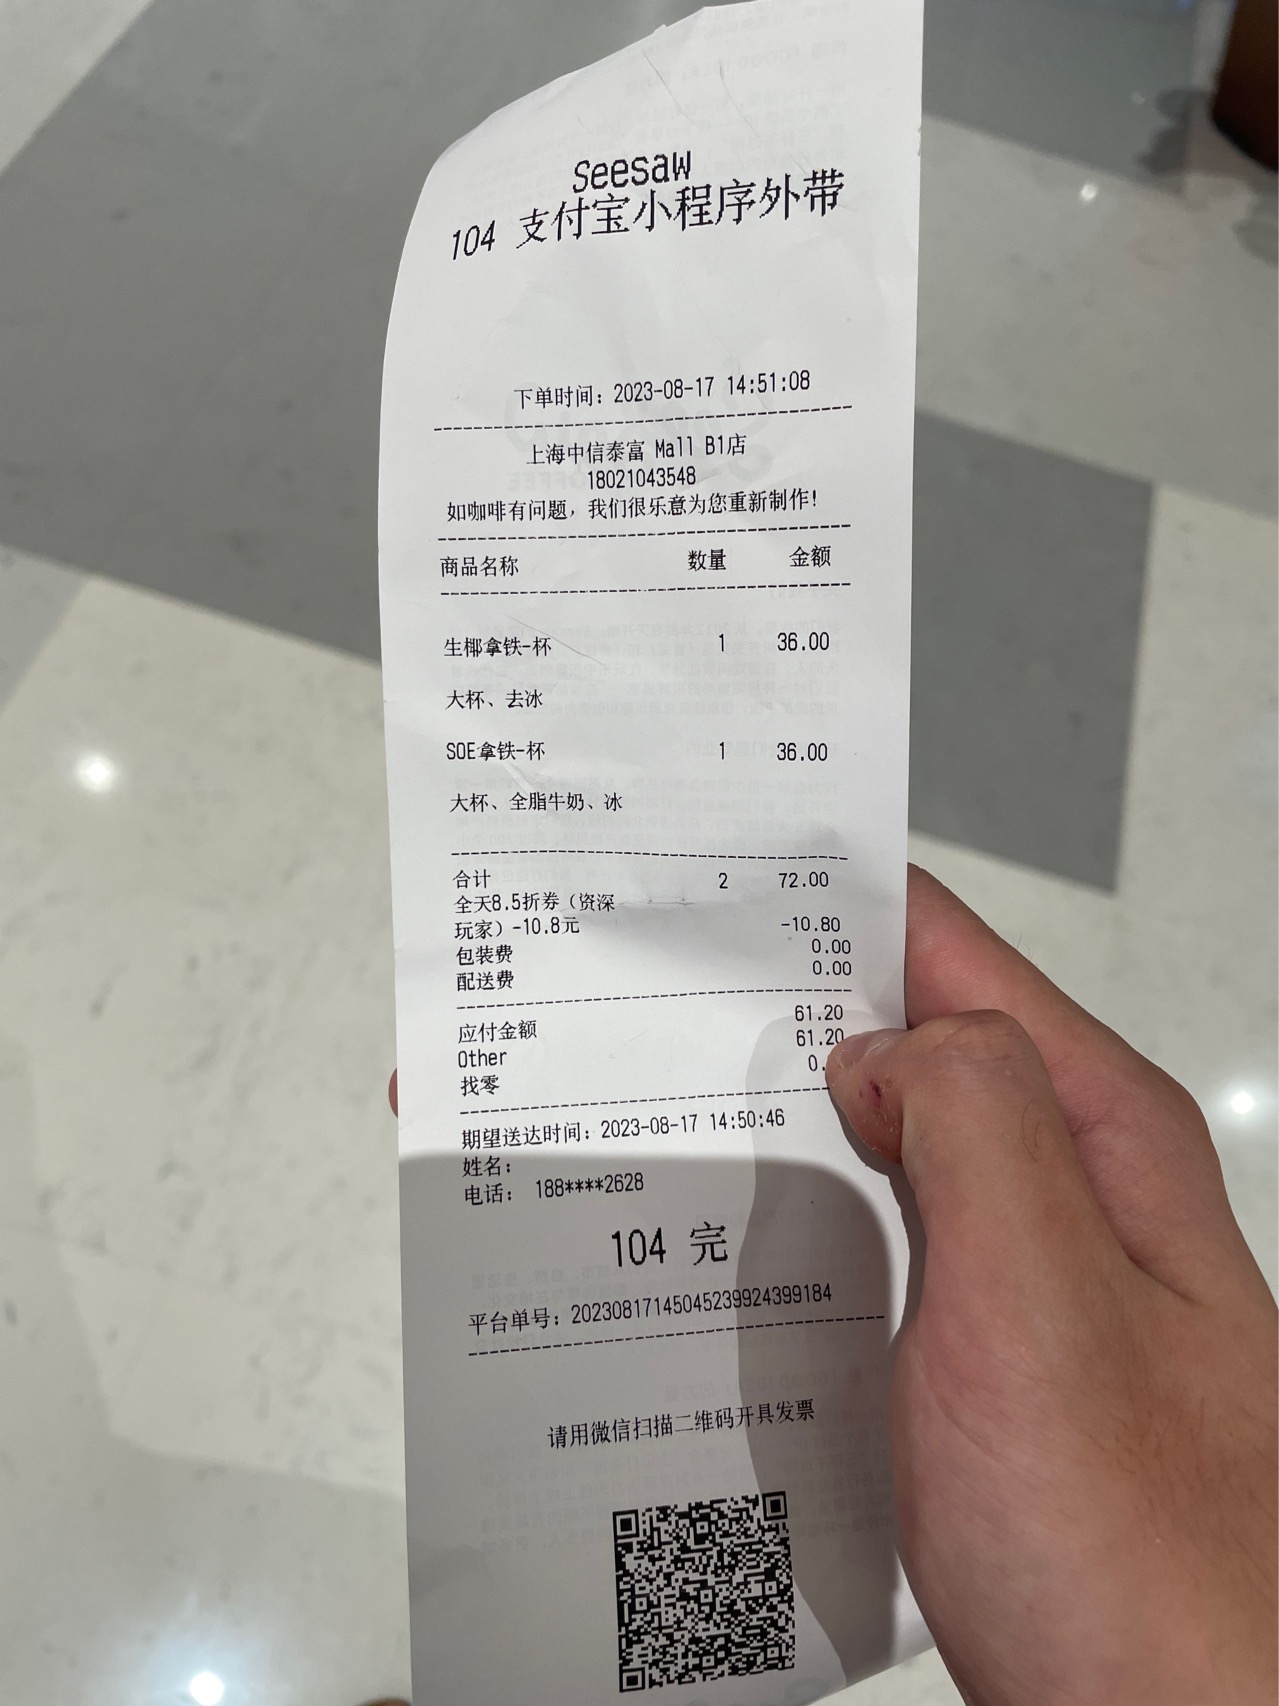 Seesaw
104 支付宝小程序外带
下单时间：2023-08-17 14:51:08
上海中信泰富 Mall B1店
18021043548
如咖啡有问题，我们很乐意为您重新制作！
商品名称 数量 金额
生椰拿铁-杯 1 36.00
大杯、去冰
SOE拿铁-杯 1 36.00
大杯、全脂牛奶、冰
合计 2 72.00
全天8.5折券（资深
玩家）-10.8元 -10.80
包装费 0.00
配送费 0.00
应付金额 61.20
Other 61.20
找零 0.
期望送达时间：2023-08-17 14:50:46
姓名：
电话： 188****2628
104 完
平台单号：20230817145045239924399184
请用微信扫描二维码开具发票